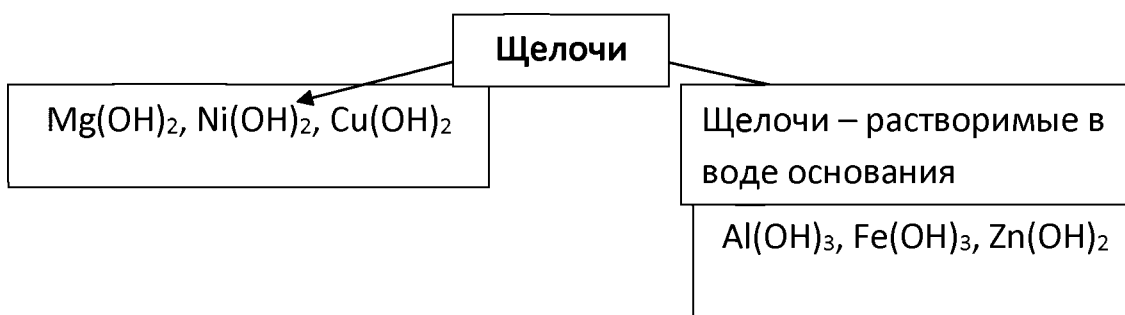 Щелочи
Mg(OH)₂, Ni(OH)₂, Cu(OH)₂
Щелочи – растворимые в
воде основания
Al(OH)₃, Fe(OH)₃, Zn(OH)₂